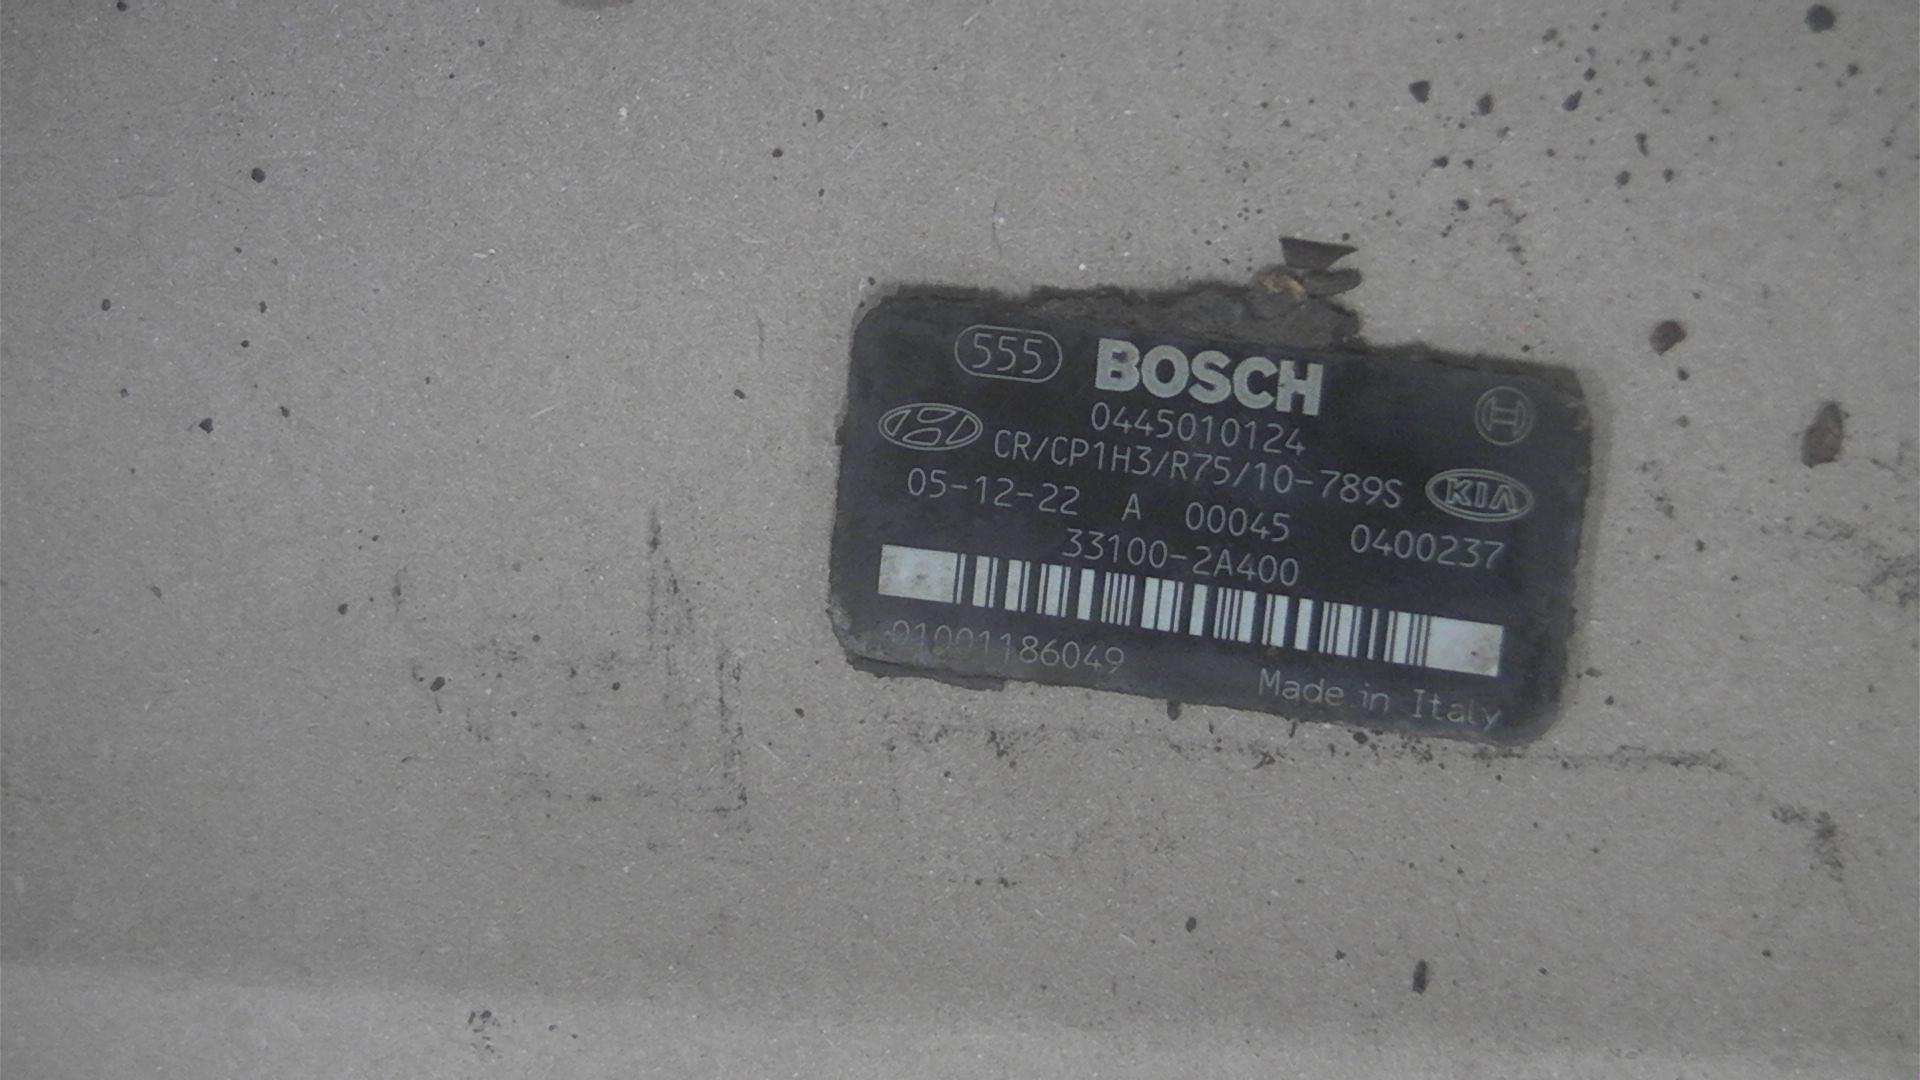 555 BOSCH
0445010124
CR/CP1H3/R75/10-789S KIA
05-12-22 A 00045 0400237
33100-2A400
01001186049
Made in Italy